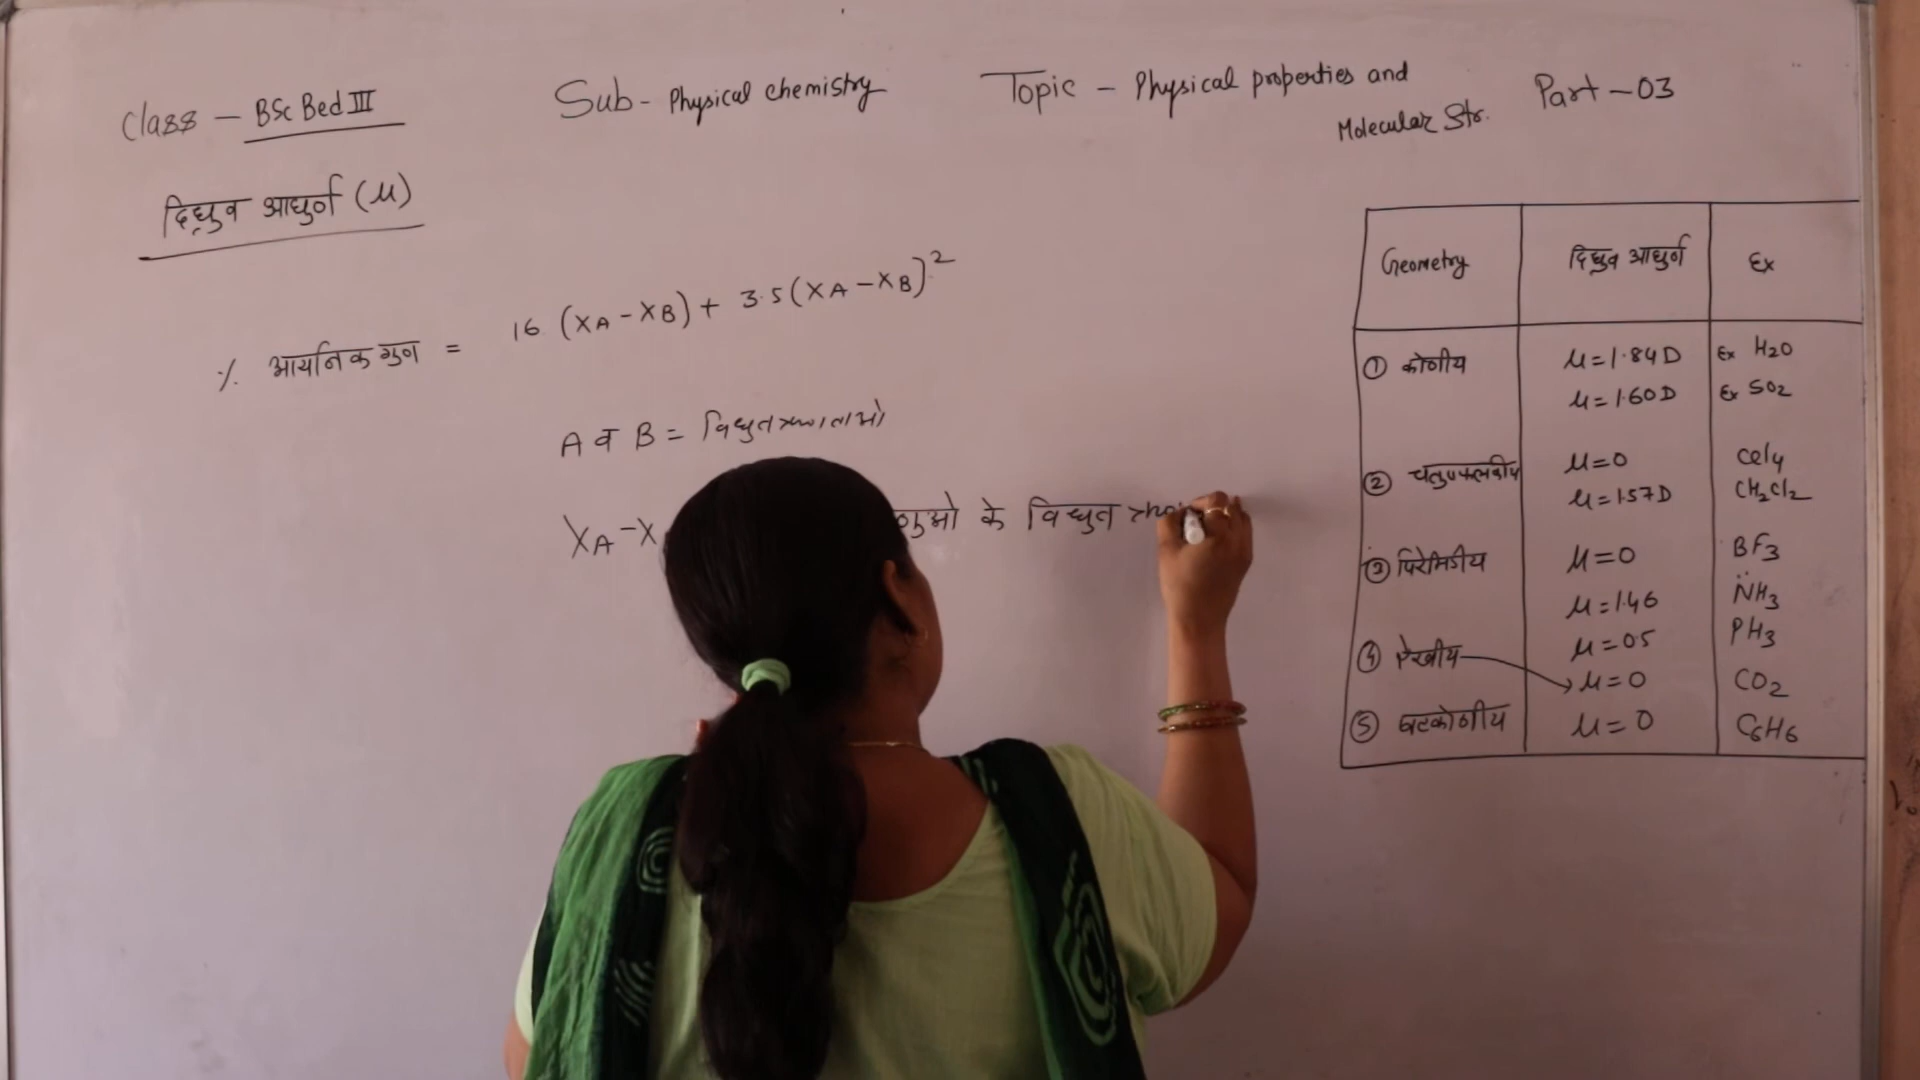 Class - BSc Bed III
Sub - Physical chemistry
Topic - Physical properties and
Molecular Str.
Part - 03
द्विध्रुव आघुर्ण (μ)
% आयनिक गुण = 16 (XA - XB) + 3.5 (XA - XB)²
A व B = विधुतऋणताओ
XA - X के विधुत
Geometry द्विध्रुव आघुर्ण Ex
① कोणीय μ = 1.84 D Ex H2O
μ = 1.60 D Ex SO2
② चतुष्फलकीय μ = 0 CCl4
μ = 1.57 D CH2Cl2
③ पिरेमिडीय μ = 0 BF3
μ = 1.46 NH3
μ = 0.5 PH3
④ रेखीय → μ = 0 CO2
⑤ षटकोणीय μ = 0 C6H6